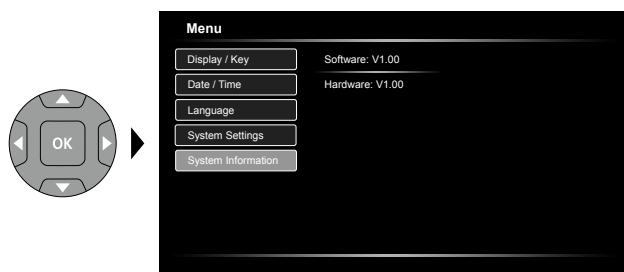 Menu
Display / Key
Software: V1.00
Date / Time
Hardware: V1.00
Language
System Settings
System Information
OK